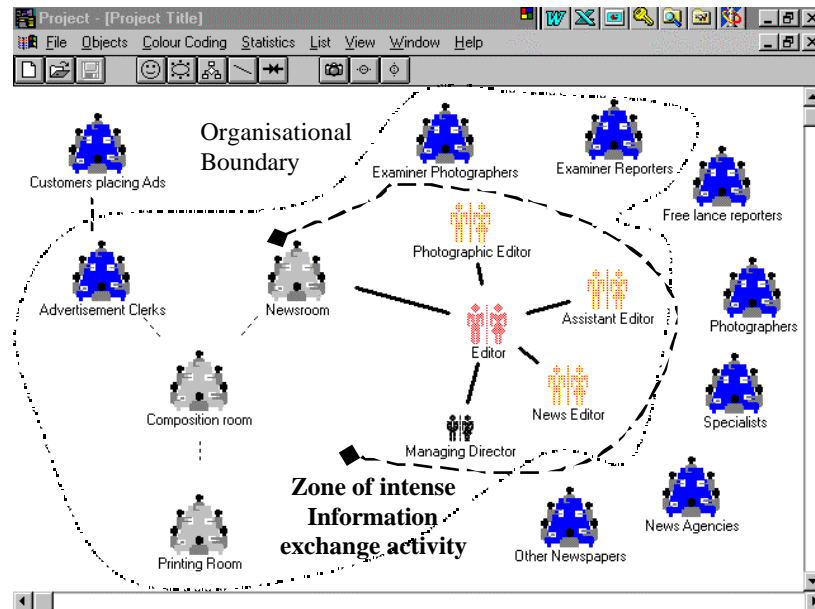 Project - [Project Title]
File Objects Colour Coding Statistics List View Window Help
Organisational
Boundary
Customers placing Ads
Examiner Photographers
Examiner Reporters
Free lance reporters
Photographic Editor
Advertisement Clerks
Newsroom
Assistant Editor
Photographers
Editor
Composition room
News Editor
Specialists
Managing Director
Zone of intense
Information
exchange activity
Printing Room
Other Newspapers
News Agencies